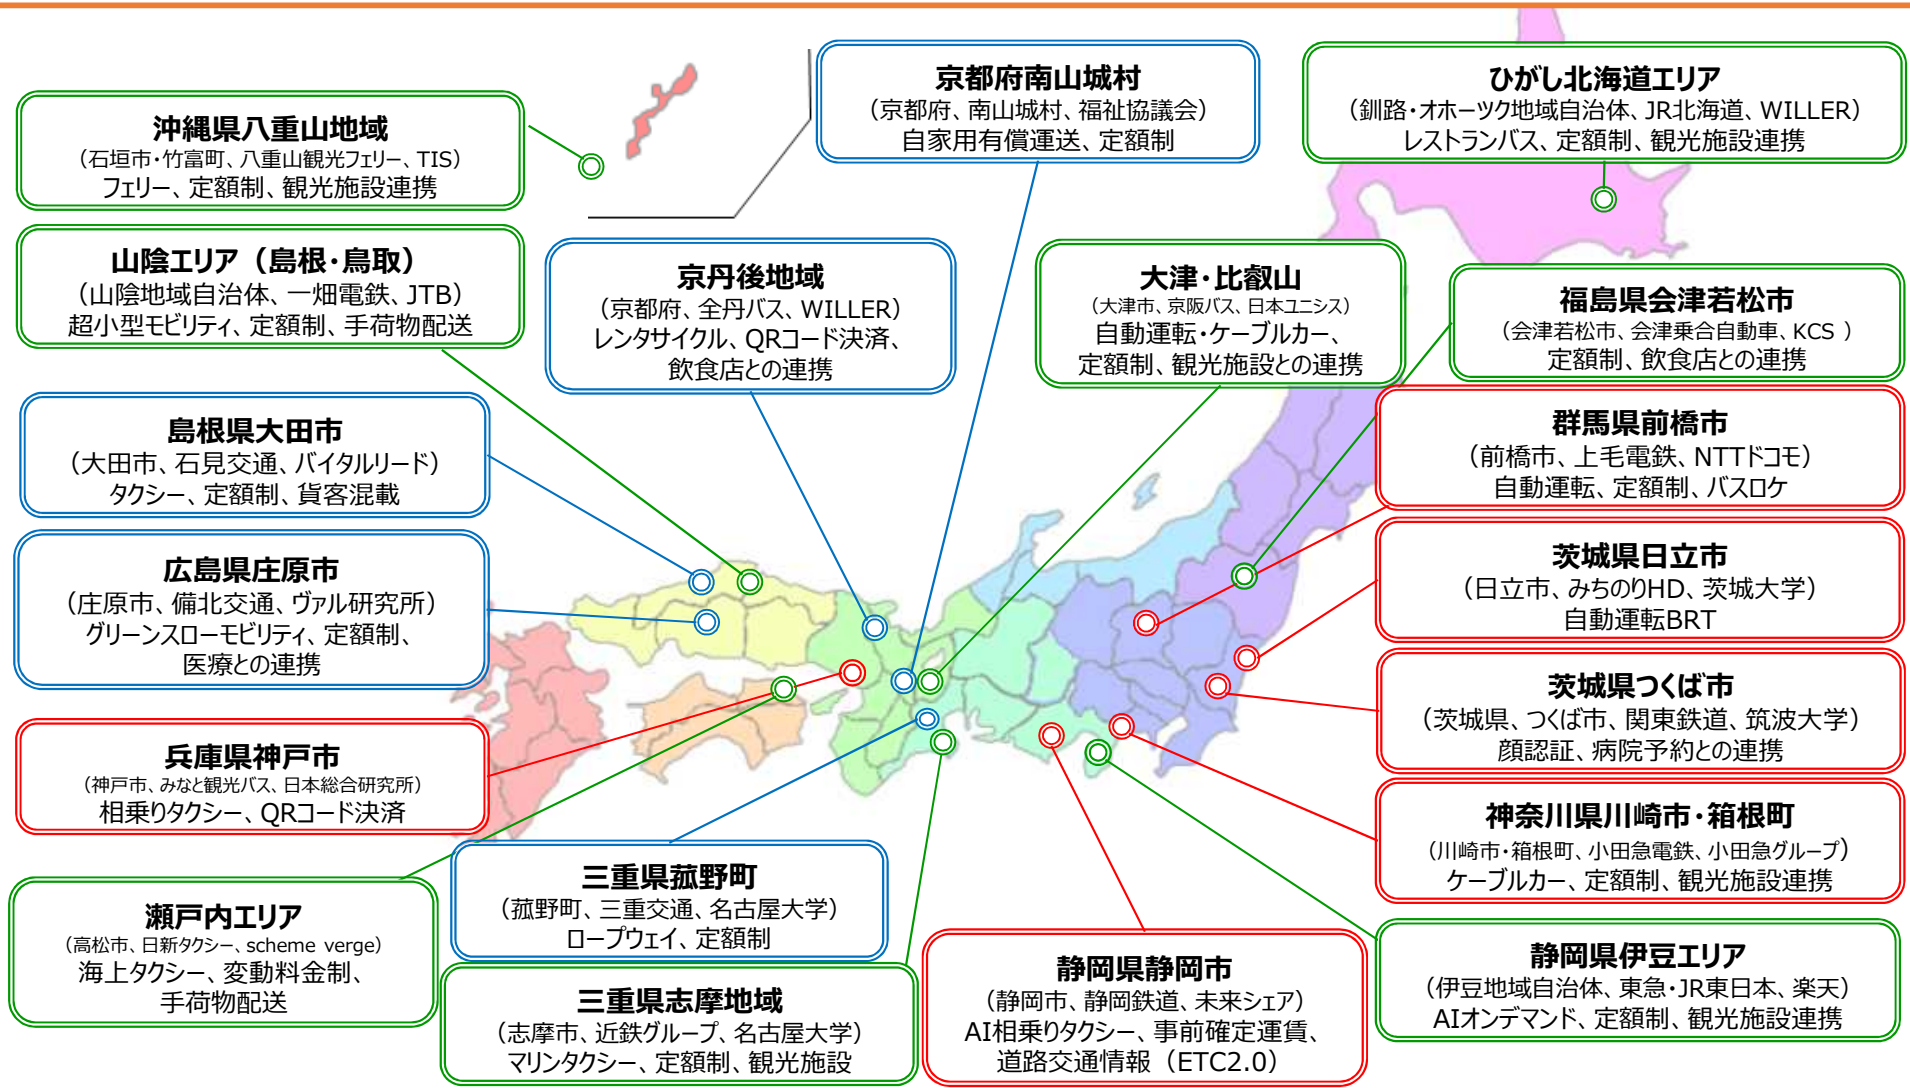 京都府南山城村
（京都府、南山城村、福祉協議会）
自家用有償運送、定額制
ひがし北海道エリア
（釧路・オホーツク地域自治体、JR北海道、WILLER）
レストランバス、定額制、観光施設連携
沖縄県八重山地域
（石垣市・竹富町、八重山観光フェリー、TIS）
フェリー、定額制、観光施設連携
山陰エリア（島根・鳥取）
（山陰地域自治体、一畑電鉄、JTB）
超小型モビリティ、定額制、手荷物配送
京丹後地域
（京都府、全丹バス、WILLER）
レンタサイクル、QRコード決済、
飲食店との連携
大津・比叡山
（大津市、京阪バス、日本ユニシス）
自動運転・ケーブルカー、
定額制、観光施設との連携
福島県会津若松市
（会津若松市、会津乗合自動車、KCS ）
定額制、飲食店との連携
島根県大田市
（大田市、石見交通、バイタルリード）
タクシー、定額制、貨客混載
群馬県前橋市
（前橋市、上毛電鉄、NTTドコモ）
自動運転、定額制、バスロケ
広島県庄原市
（庄原市、備北交通、ヴァル研究所）
グリーンスローモビリティ、定額制、
医療との連携
茨城県日立市
（日立市、みちのりHD、茨城大学）
自動運転BRT
茨城県つくば市
（茨城県、つくば市、関東鉄道、筑波大学）
顔認証、病院予約との連携
兵庫県神戸市
（神戸市、みなと観光バス、日本総合研究所）
相乗りタクシー、QRコード決済
神奈川県川崎市・箱根町
（川崎市・箱根町、小田急電鉄、小田急グループ）
ケーブルカー、定額制、観光施設連携
瀬戸内エリア
（高松市、日新タクシー、scheme verge）
海上タクシー、変動料金制、
手荷物配送
三重県菰野町
（菰野町、三重交通、名古屋大学）
ロープウェイ、定額制
三重県志摩地域
（志摩市、近鉄グループ、名古屋大学）
マリンタクシー、定額制、観光施設
静岡県静岡市
（静岡市、静岡鉄道、未来シェア）
AI相乗りタクシー、事前確定運賃、
道路交通情報（ETC2.0）
静岡県伊豆エリア
（伊豆地域自治体、東急・JR東日本、楽天）
AIオンデマンド、定額制、観光施設連携